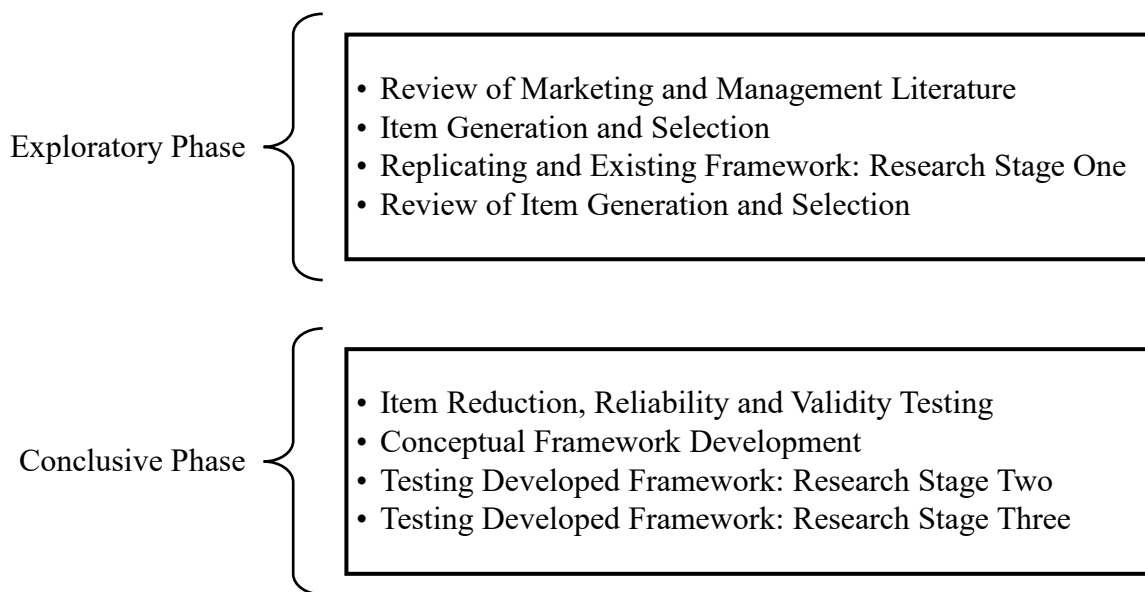 Exploratory Phase
• Review of Marketing and Management Literature
• Item Generation and Selection
• Replicating and Existing Framework: Research Stage One
• Review of Item Generation and Selection
Conclusive Phase
• Item Reduction, Reliability and Validity Testing
• Conceptual Framework Development
• Testing Developed Framework: Research Stage Two
• Testing Developed Framework: Research Stage Three